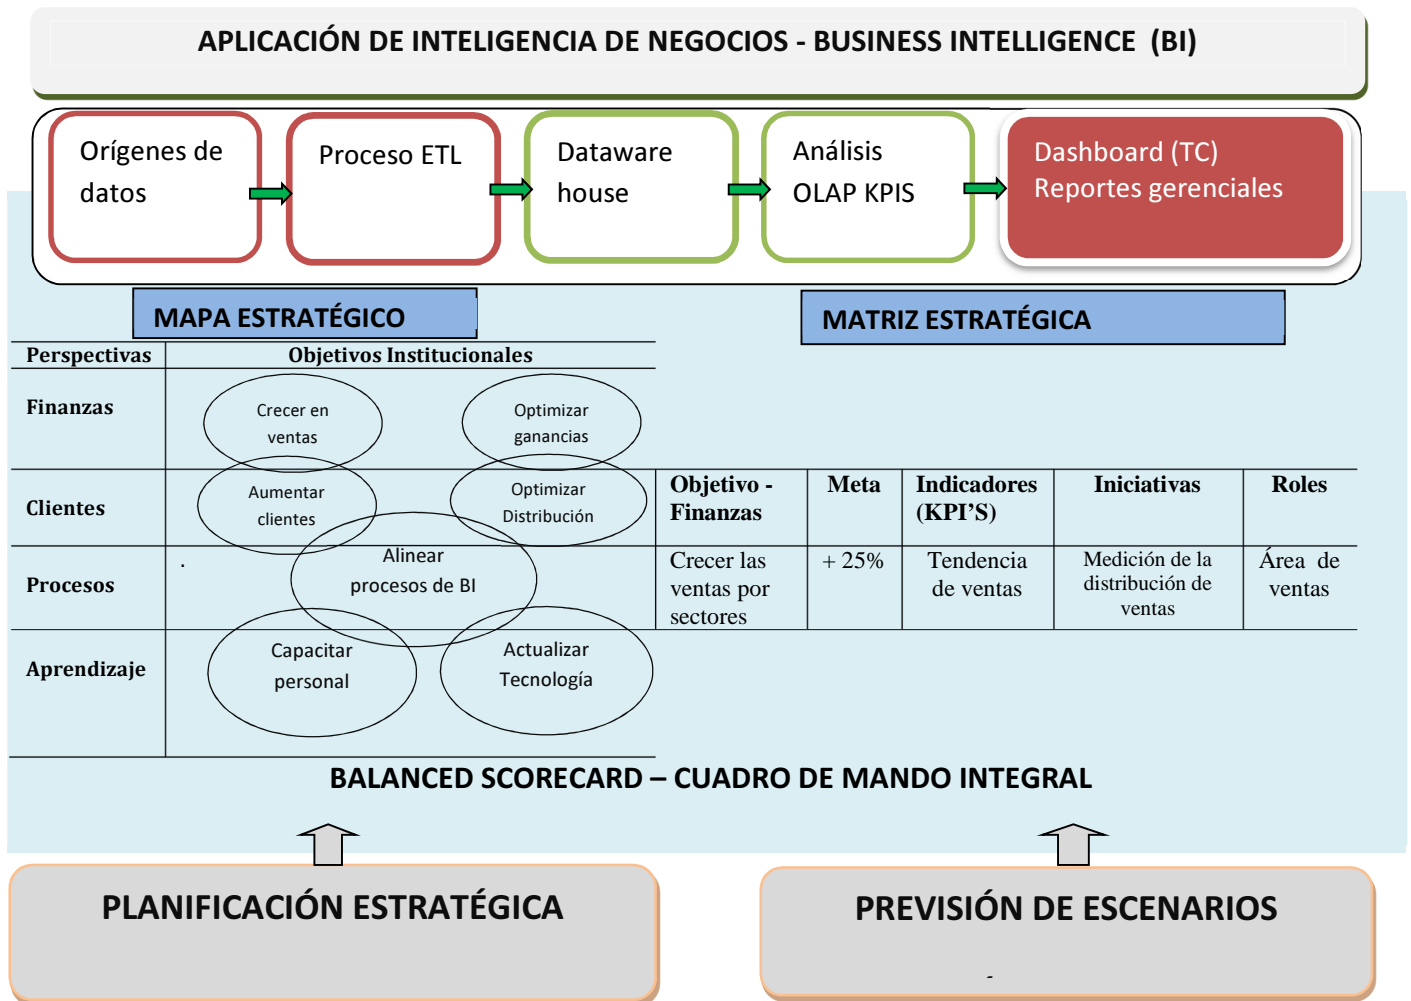 APLICACIÓN DE INTELIGENCIA DE NEGOCIOS - BUSINESS INTELLIGENCE (BI)
Orígenes de
datos
Proceso ETL
Dataware
house
Análisis
OLAP KPIS
Dashboard (TC)
Reportes gerenciales
MAPA ESTRATÉGICO
MATRIZ ESTRATÉGICA
Perspectivas
Objetivos Institucionales
Finanzas
Crecer en
ventas
Optimizar
ganancias
Clientes
Aumentar
clientes
Optimizar
Distribución
Procesos
.
Alinear
procesos de BI
Aprendizaje
Capacitar
personal
Actualizar
Tecnología
Objetivo -
Finanzas
Meta
Indicadores
(KPI’S)
Iniciativas
Roles
Crecer las
ventas por
sectores
+ 25%
Tendencia
de ventas
Medición de la
distribución de
ventas
Área de
ventas
BALANCED SCORECARD – CUADRO DE MANDO INTEGRAL
PLANIFICACIÓN ESTRATÉGICA
PREVISIÓN DE ESCENARIOS
-